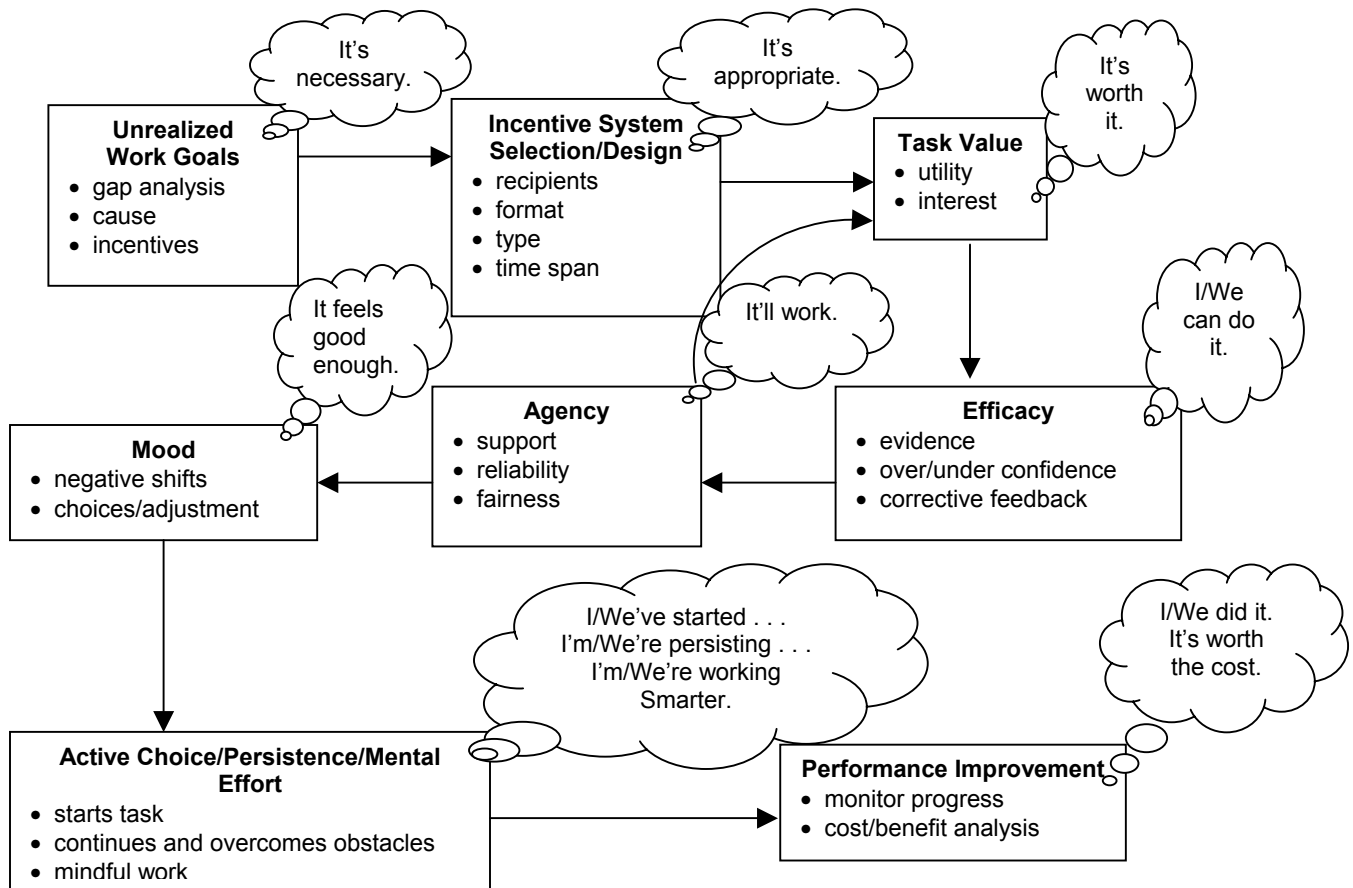 It's
necessary.
Unrealized
Work Goals
• gap analysis
• cause
• incentives
It's
appropriate.
Incentive System
Selection/Design
• recipients
• format
• type
• time span
It's
worth
it.
Task Value
• utility
• interest
I/We
can do
it.
Efficacy
• evidence
• over/under confidence
• corrective feedback
It'll work.
Agency
• support
• reliability
• fairness
It feels
good
enough.
Mood
• negative shifts
• choices/adjustment
I/We've started . . .
I'm/We're persisting . . .
I'm/We're working
Smarter.
Active Choice/Persistence/Mental
Effort
• starts task
• continues and overcomes obstacles
• mindful work
I/We did it.
It's worth
the cost.
Performance Improvement
• monitor progress
• cost/benefit analysis